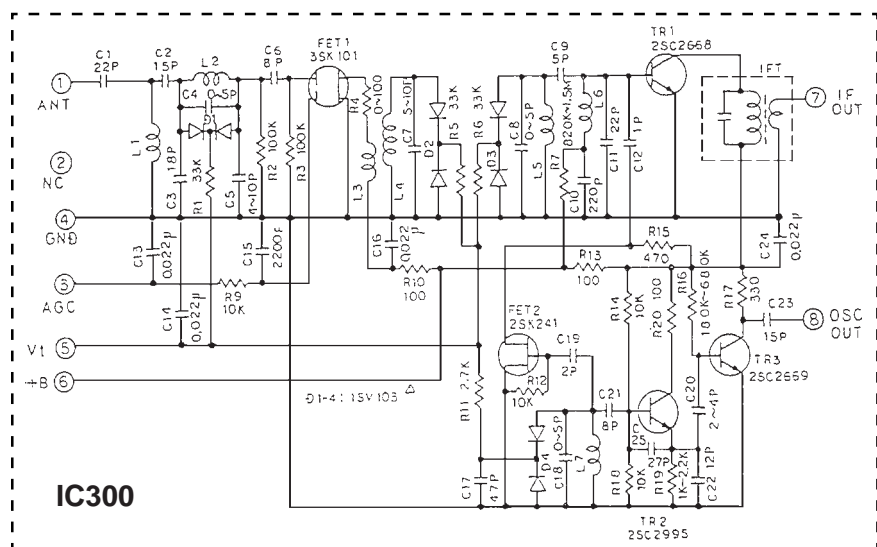 C1
22P
C2
15P
L2
C4
0~5P
D1
C6
8P
FET1
3SK101
R4
0~100
L3
L4
5~10P
C7
D2
R5
33K
R6
33K
D3
C8
0~5P
C9
5P
L5
820K~1.5M
R7
L6
C10
220P
C11
22P
C12
1P
TR1
2SC2668
IFT
7
IF
OUT
1
ANT
2
NC
4
GND
3
AGC
Vt 5
+B 6
L1
C3
18P
R1
33K
C5
4~10P
R2
100K
R3
100K
C13
0.022μ
C14
0.022μ
C15
2200P
R9
10K
C16
0.022μ
R10
100
R13
100
R15
470
C24
0.022μ
FET2
2SK241
C19
2P
R12
10K
R11
2.7K
R14
10K
R20
100
R16
180K~680K
R17
330
C23
15P
8
OSC
OUT
TR3
2SC2669
C20
2~4P
C21
8P
D1-4:1SV103
C17
47P
D4
C18
0~5P
L7
R18
10K
C
25
27P
R19
1K~2.2K
C22
12P
TR2
2SC2995
IC300